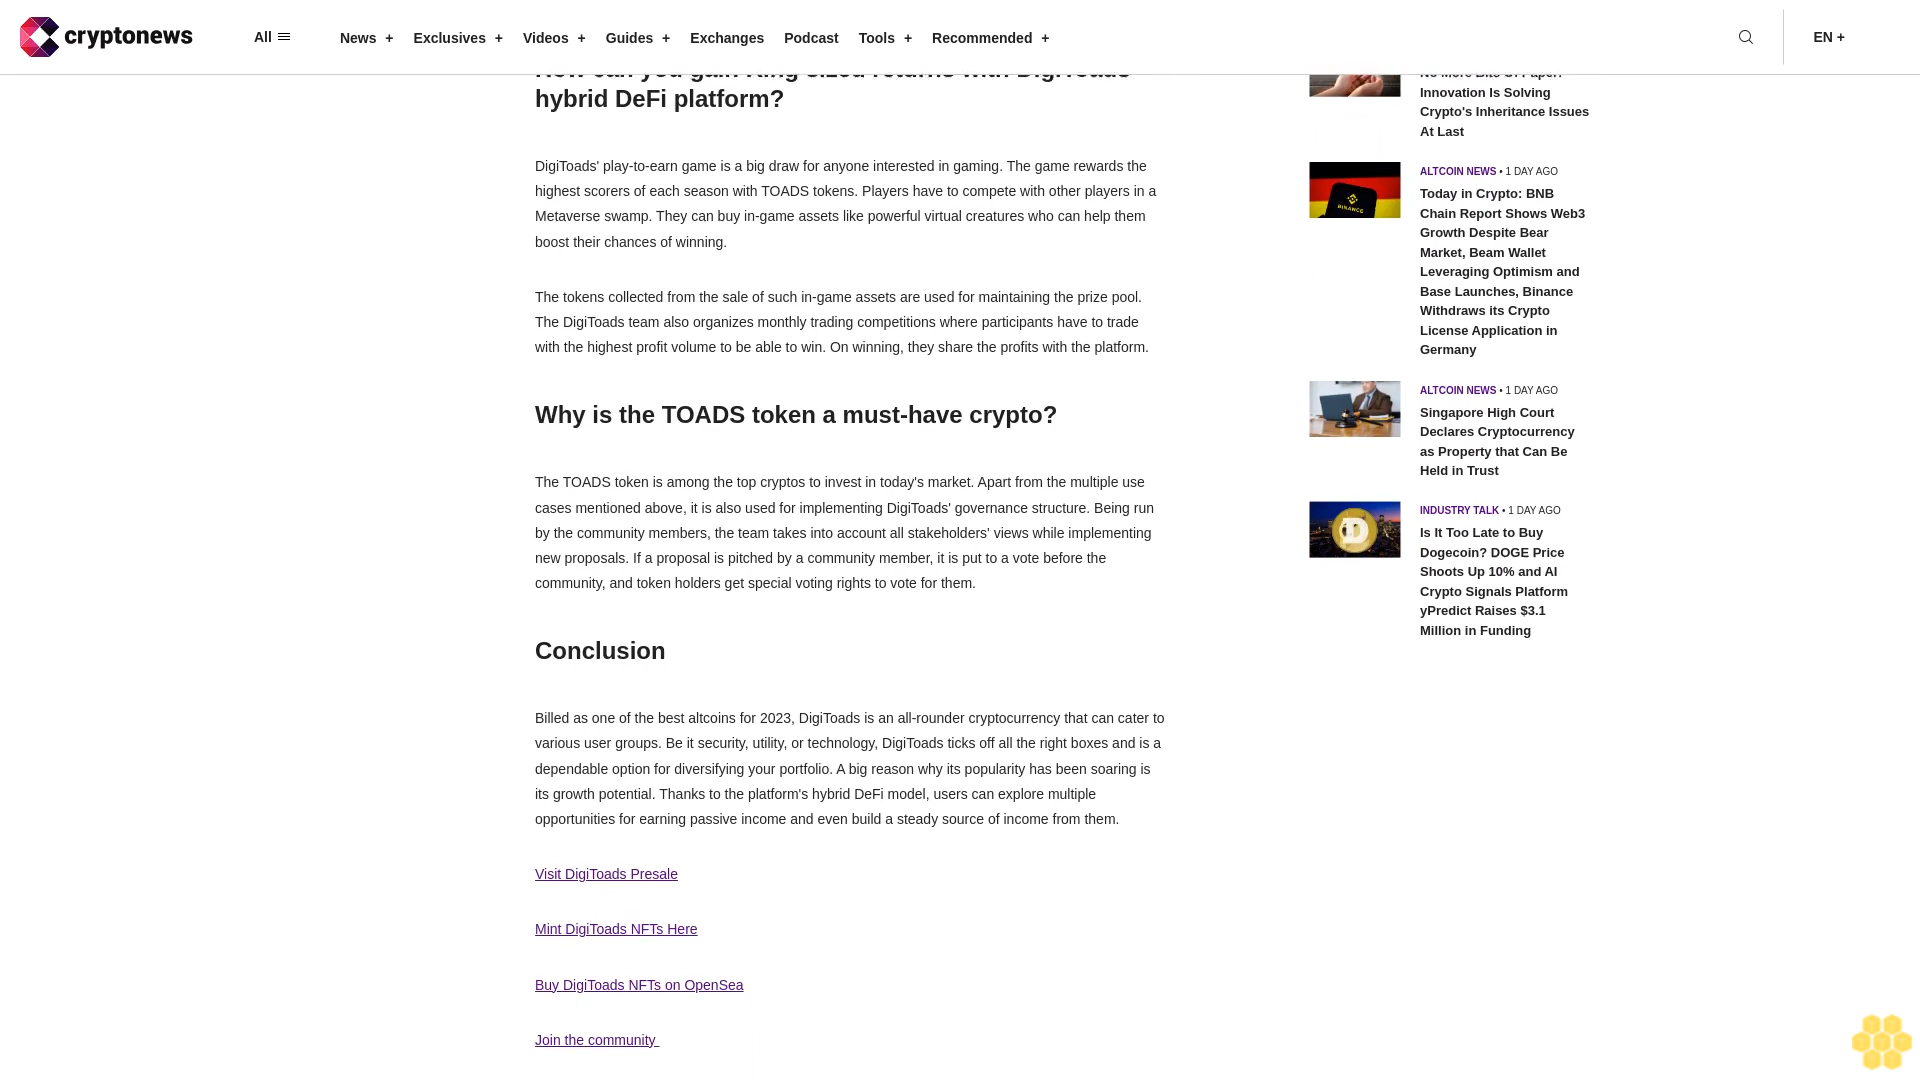 cryptonews
All
News +
Exclusives +
Videos +
Guides +
Exchanges
Podcast
Tools +
Recommended +
EN +
How can you gain King-sized returns with DigiToads'
hybrid DeFi platform?
DigiToads' play-to-earn game is a big draw for anyone interested in gaming. The game rewards the
highest scorers of each season with TOADS tokens. Players have to compete with other players in a
Metaverse swamp. They can buy in-game assets like powerful virtual creatures who can help them
boost their chances of winning.
The tokens collected from the sale of such in-game assets are used for maintaining the prize pool.
The DigiToads team also organizes monthly trading competitions where participants have to trade
with the highest profit volume to be able to win. On winning, they share the profits with the platform.
Why is the TOADS token a must-have crypto?
The TOADS token is among the top cryptos to invest in today's market. Apart from the multiple use
cases mentioned above, it is also used for implementing DigiToads' governance structure. Being run
by the community members, the team takes into account all stakeholders' views while implementing
new proposals. If a proposal is pitched by a community member, it is put to a vote before the
community, and token holders get special voting rights to vote for them.
Conclusion
Billed as one of the best altcoins for 2023, DigiToads is an all-rounder cryptocurrency that can cater to
various user groups. Be it security, utility, or technology, DigiToads ticks off all the right boxes and is a
dependable option for diversifying your portfolio. A big reason why its popularity has been soaring is
its growth potential. Thanks to the platform's hybrid DeFi model, users can explore multiple
opportunities for earning passive income and even build a steady source of income from them.
Visit DigiToads Presale
Mint DigiToads NFTs Here
Buy DigiToads NFTs on OpenSea
Join the community
No More Bits Of Paper!
Innovation Is Solving
Crypto's Inheritance Issues
At Last
BINANCE
ALTCOIN NEWS • 1 DAY AGO
Today in Crypto: BNB
Chain Report Shows Web3
Growth Despite Bear
Market, Beam Wallet
Leveraging Optimism and
Base Launches, Binance
Withdraws its Crypto
License Application in
Germany
ALTCOIN NEWS • 1 DAY AGO
Singapore High Court
Declares Cryptocurrency
as Property that Can Be
Held in Trust
INDUSTRY TALK • 1 DAY AGO
Is It Too Late to Buy
Dogecoin? DOGE Price
Shoots Up 10% and AI
Crypto Signals Platform
yPredict Raises $3.1
Million in Funding